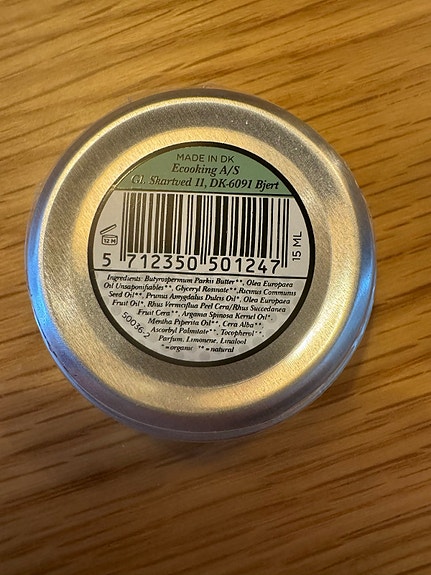 MADE IN DK
Ecooking A/S
Gl. Skartved 11, DK-6091 Bjert
12 M
5 712350 501247
15 ML
Ingredients: Butyrospermum Parkii Butter**, Olea Europaea
Oil Unsaponifiables**, Glyceryl Rosinate**, Ricinus Communis
Seed Oil**, Prunus Amygdalus Dulcis Oil*, Olea Europaea
Fruit Oil*, Rhus Verniciflua Peel Cera/Rhus Succedanea
Fruit Cera**, Argania Spinosa Kernel Oil*,
Mentha Piperita Oil**, Cera Alba**,
Ascorbyl Palmitate**, Tocopherol**,
Parfum, Limonene, Linalool
*=organic **=natural
50036-2